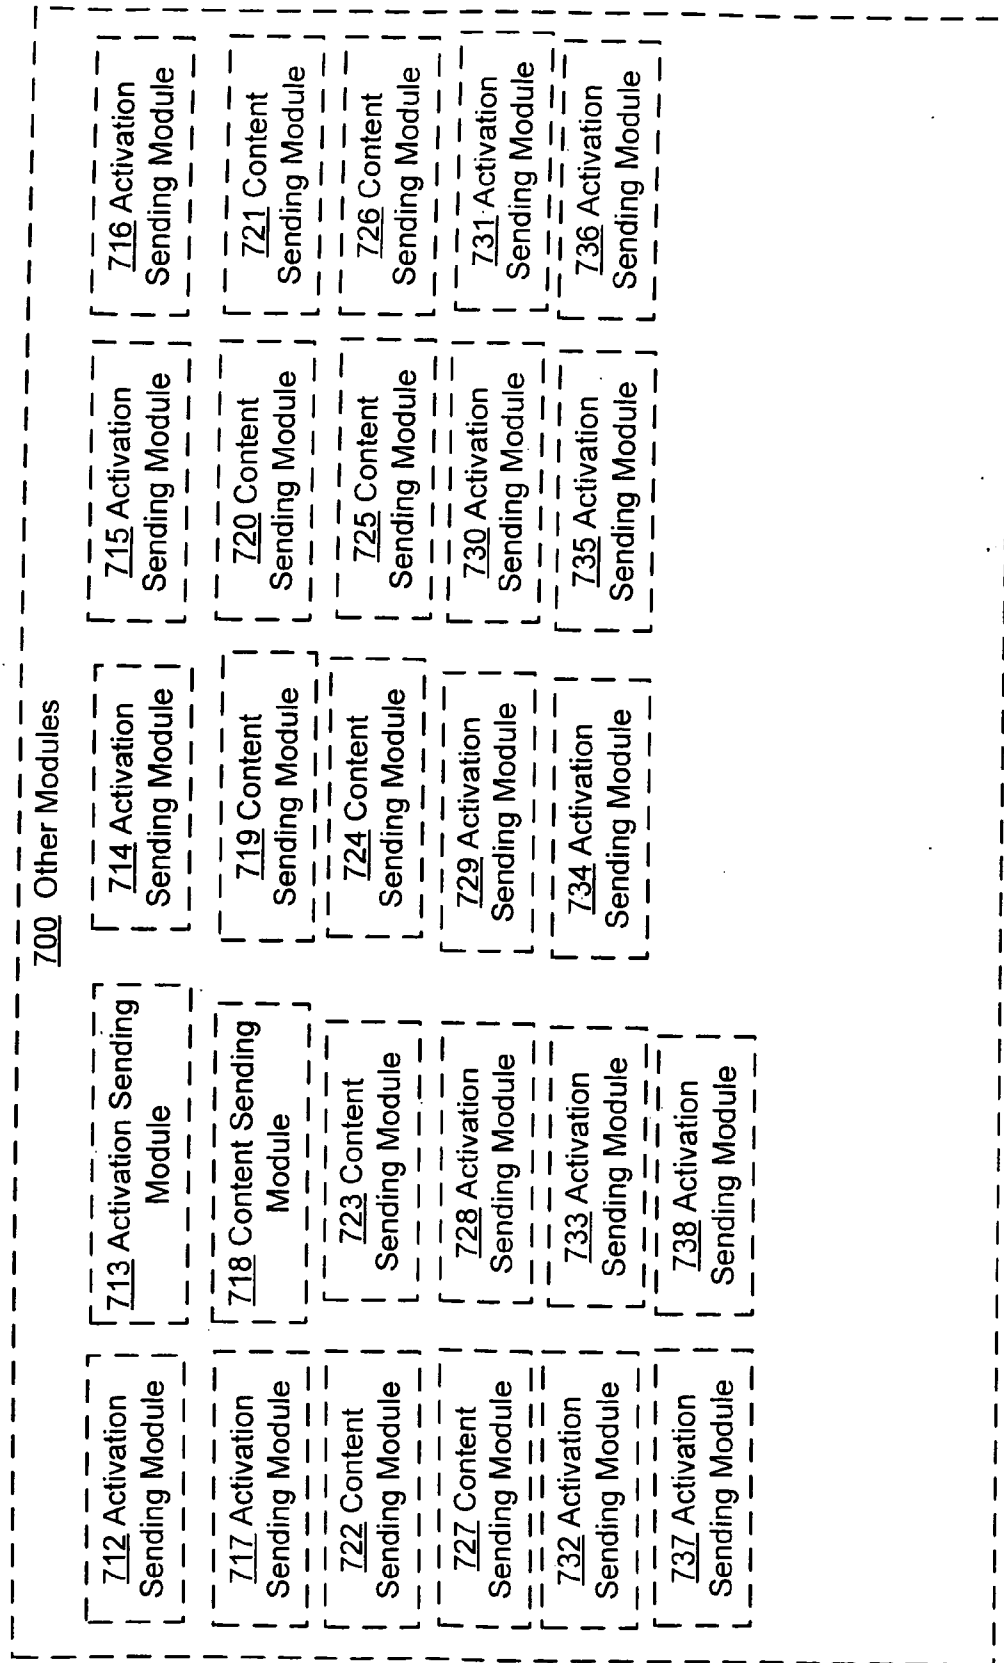 700 Other Modules
712 Activation
Sending Module
713 Activation Sending
Module
714 Activation
Sending Module
715 Activation
Sending Module
716 Activation
Sending Module
717 Activation
Sending Module
718 Content Sending
Module
719 Content
Sending Module
720 Content
Sending Module
721 Content
Sending Module
722 Content
Sending Module
723 Content
Sending Module
724 Content
Sending Module
725 Content
Sending Module
726 Content
Sending Module
727 Content
Sending Module
728 Activation
Sending Module
729 Activation
Sending Module
730 Activation
Sending Module
731 Activation
Sending Module
732 Activation
Sending Module
733 Activation
Sending Module
734 Activation
Sending Module
735 Activation
Sending Module
736 Activation
Sending Module
737 Activation
Sending Module
738 Activation
Sending Module